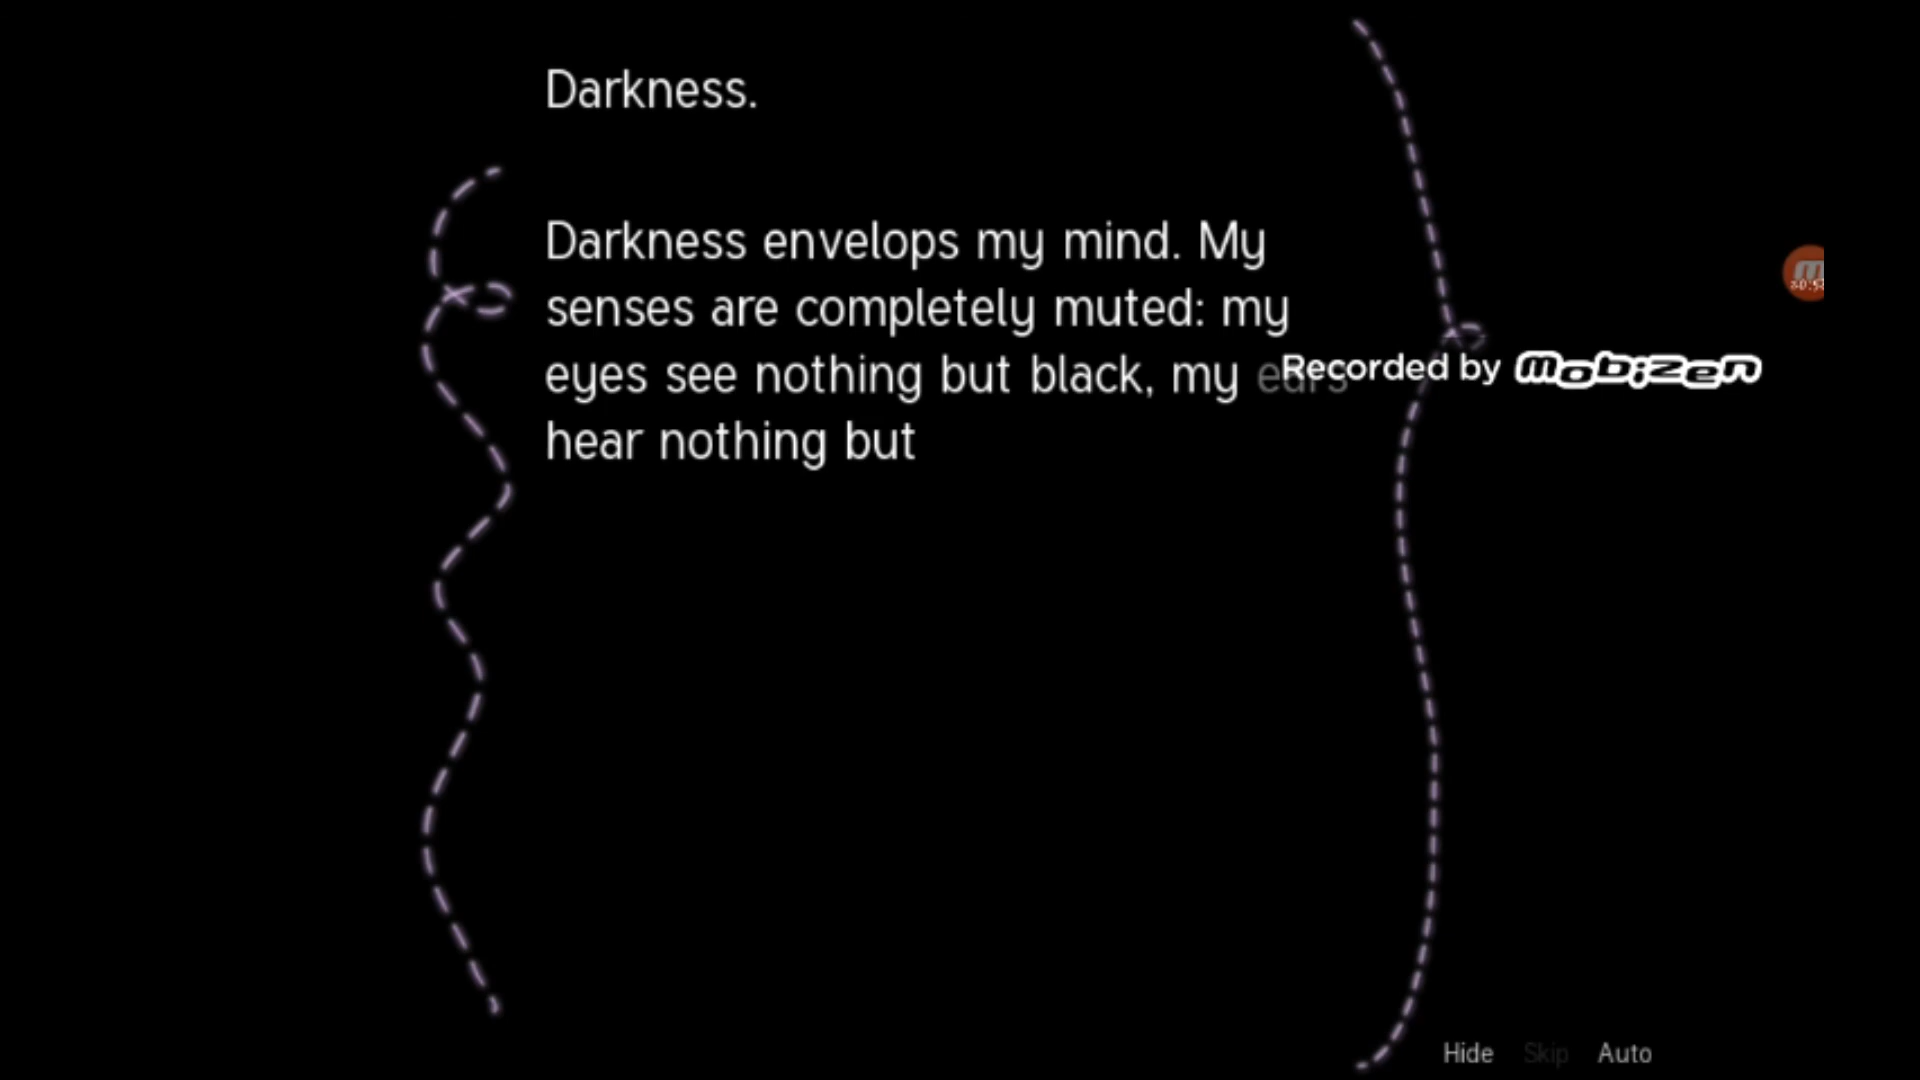 Darkness.
Darkness envelops my mind. My
senses are completely muted: my
eyes see nothing but black, my ears
hear nothing but
Recorded by mobizen
Hide Skip Auto